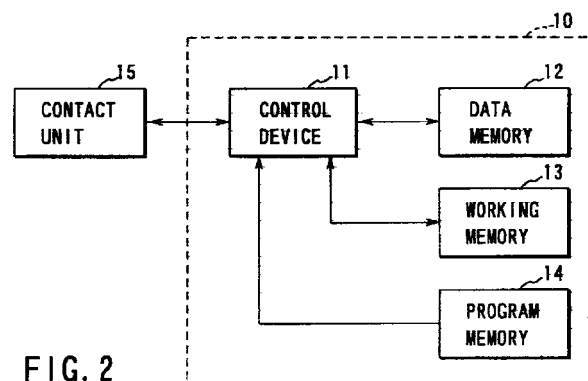 10
15
11
12
CONTACT
UNIT
CONTROL
DEVICE
DATA
MEMORY
13
WORKING
MEMORY
14
PROGRAM
MEMORY
FIG. 2